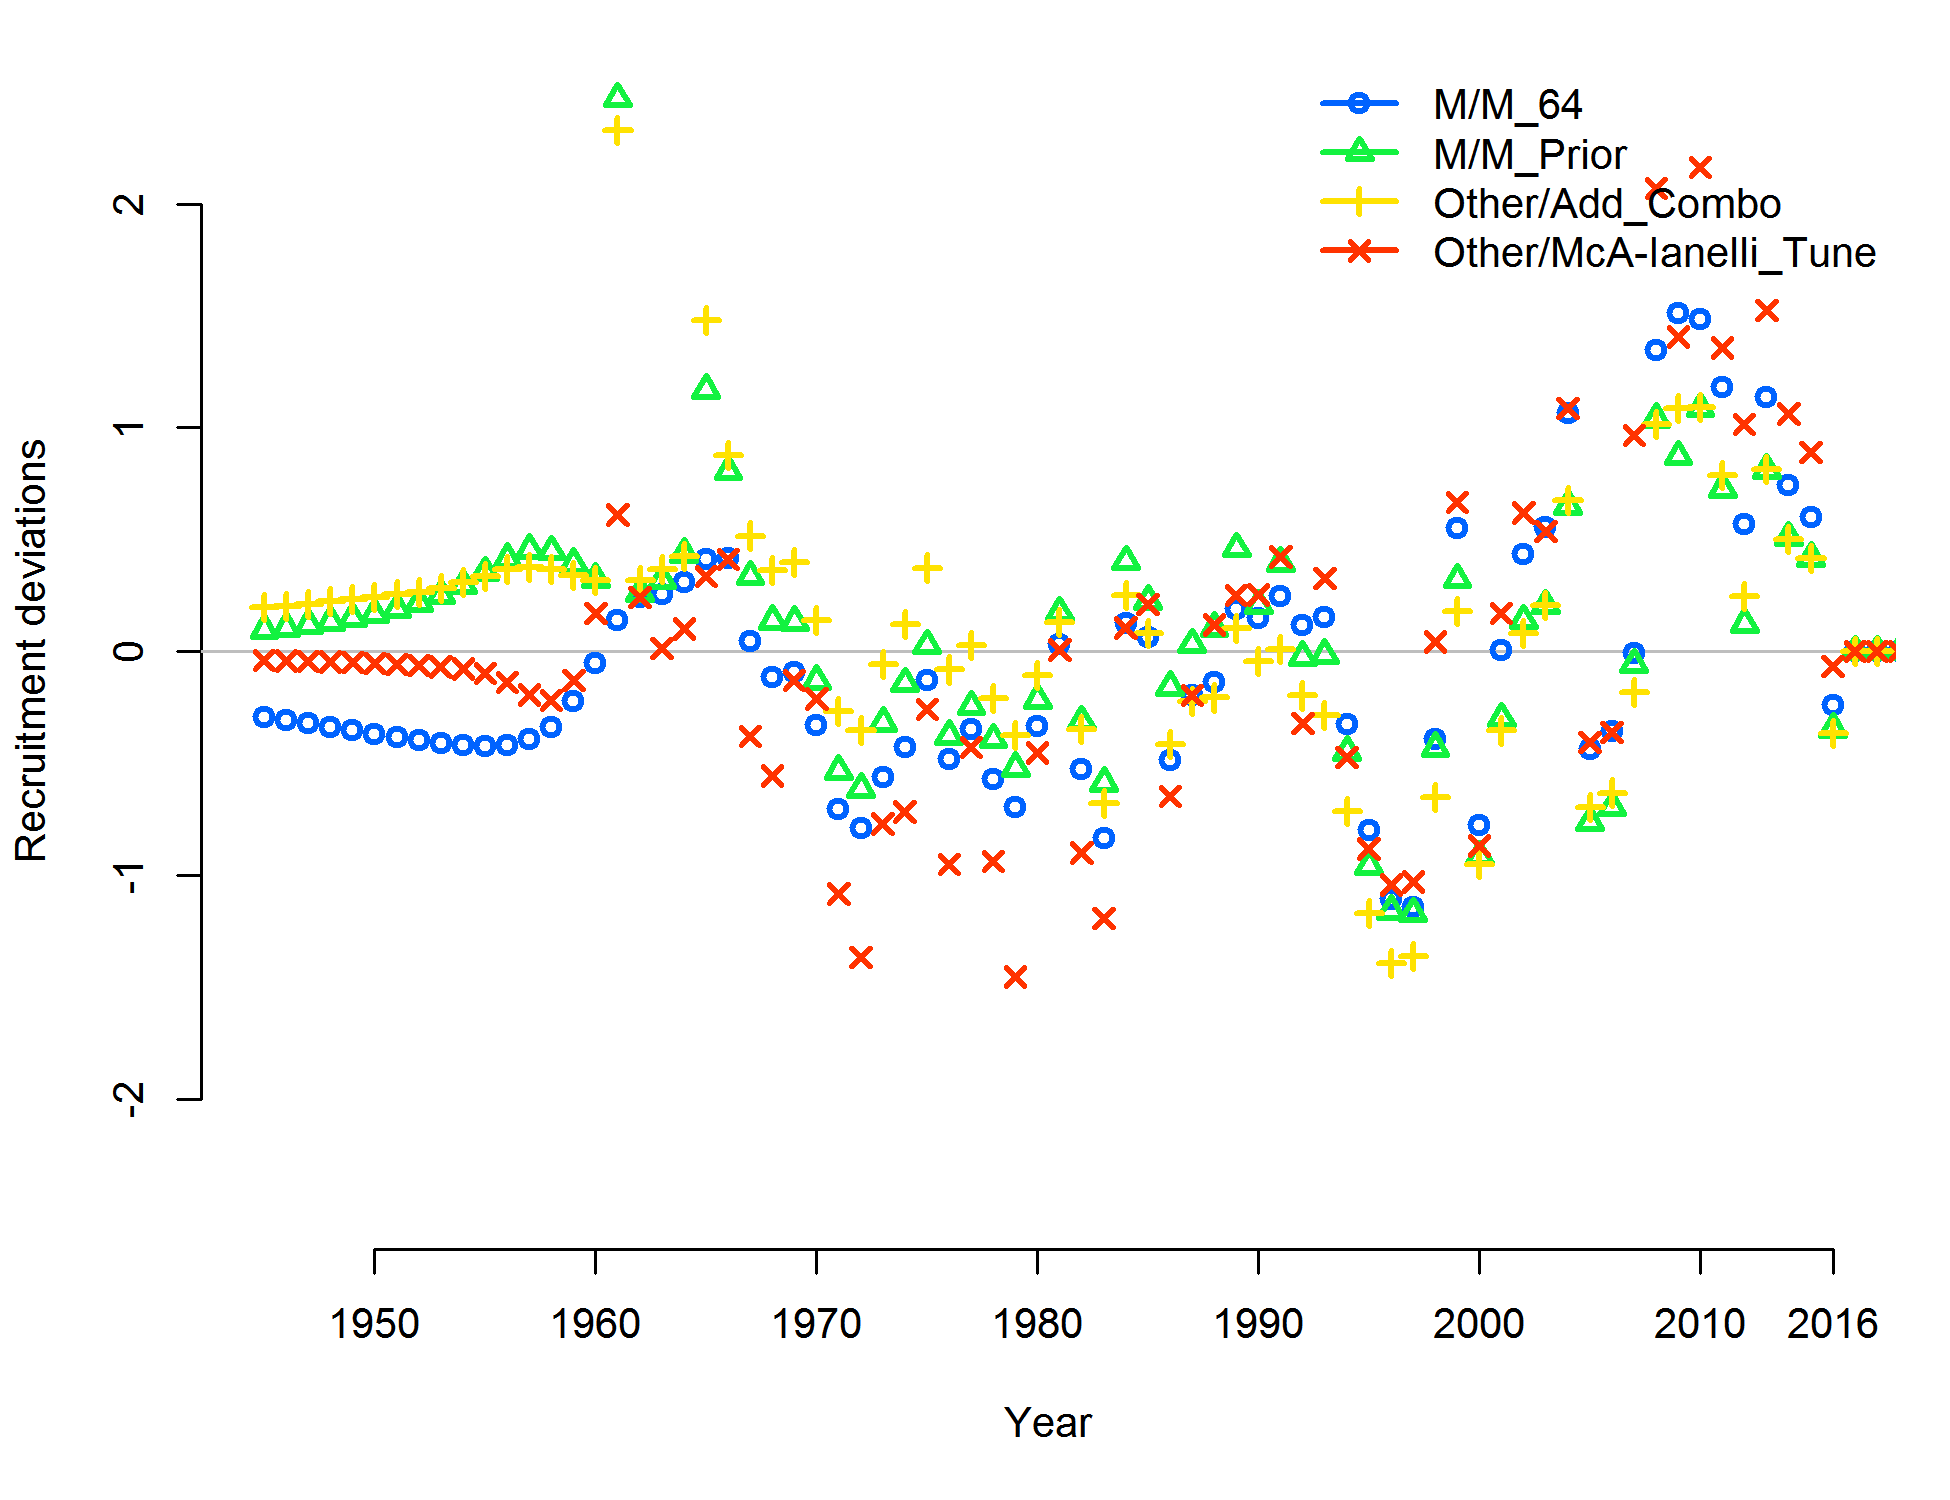 M/M_64
M/M_Prior
Other/Add_Combo
Other/McA-Ianelli_Tune
Recruitment deviations
2
1
0
-1
-2
1950 1960 1970 1980 1990 2000 2010 2016
Year